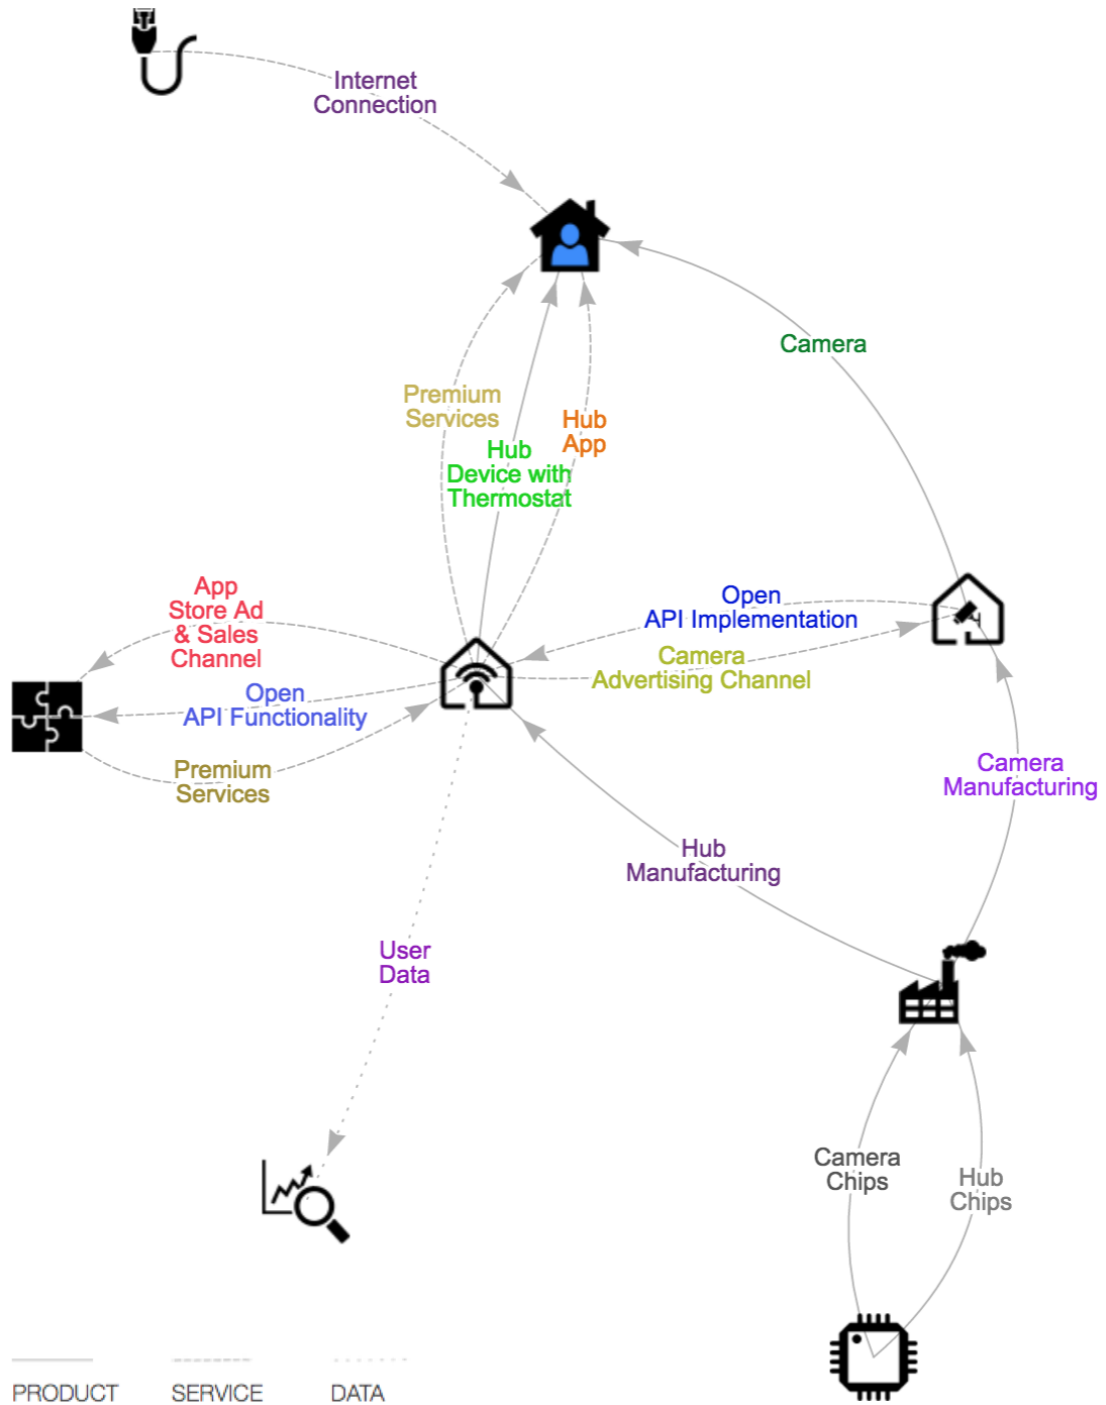 Internet
Connection
Camera
Premium
Services
Hub
App
Hub
Device with
Thermostat
App
Store Ad
& Sales
Channel
Open
API Implementation
Camera
Advertising Channel
Open
API Functionality
Premium
Services
Camera
Manufacturing
Hub
Manufacturing
User
Data
Camera
Chips
Hub
Chips
PRODUCT
SERVICE
DATA